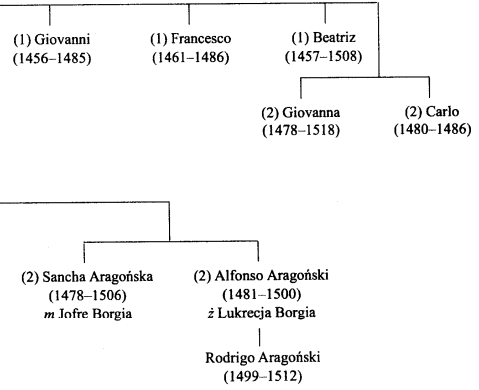 (1) Giovanni (1) Francesco (1) Beatriz
(1456–1485) (1461–1486) (1457–1508)
(2) Giovanna (2) Carlo
(1478–1518) (1480–1486)
(2) Sancha Aragońska (2) Alfonso Aragoński
(1478–1506) (1481–1500)
m Jofre Borgia ż Lukrecja Borgia
Rodrigo Aragoński
(1499–1512)